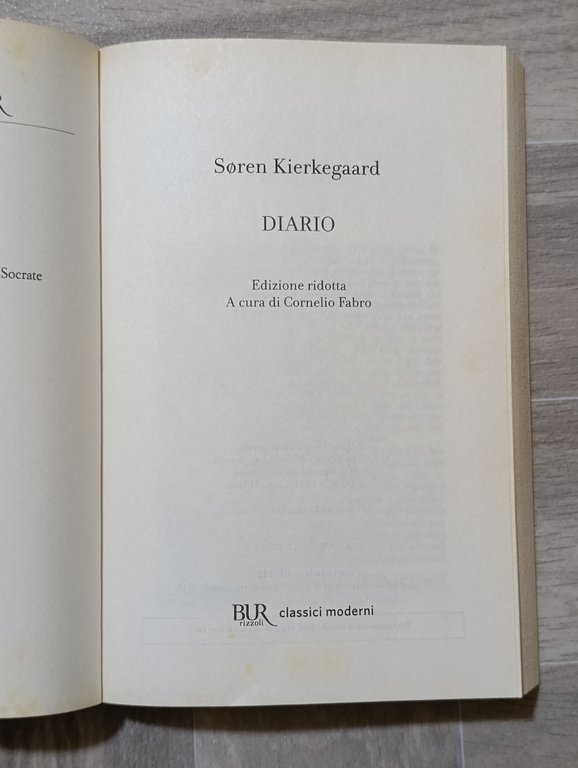 Socrate
Søren Kierkegaard
DIARIO
Edizione ridotta
A cura di Cornelio Fabro
BUR classici moderni
rizzoli